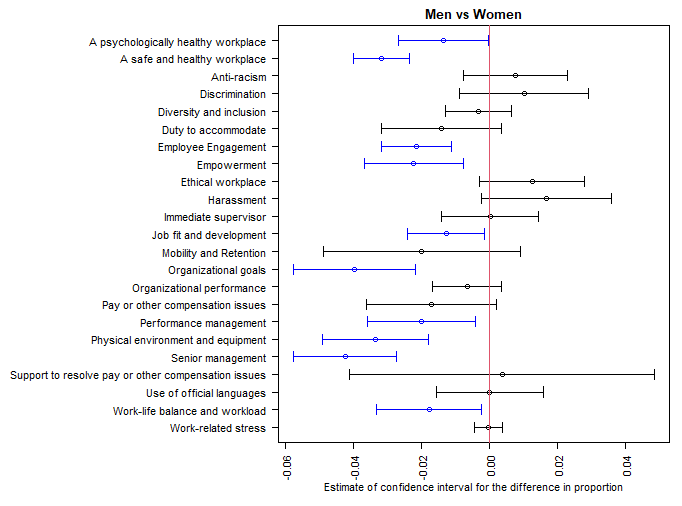 Men vs Women
A psychologically healthy workplace
A safe and healthy workplace
Anti-racism
Discrimination
Diversity and inclusion
Duty to accommodate
Employee Engagement
Empowerment
Ethical workplace
Harassment
Immediate supervisor
Job fit and development
Mobility and Retention
Organizational goals
Organizational performance
Pay or other compensation issues
Performance management
Physical environment and equipment
Senior management
Support to resolve pay or other compensation issues
Use of official languages
Work-life balance and workload
Work-related stress
-0.06 -0.04 -0.02 0.00 0.02 0.04
Estimate of confidence interval for the difference in proportion